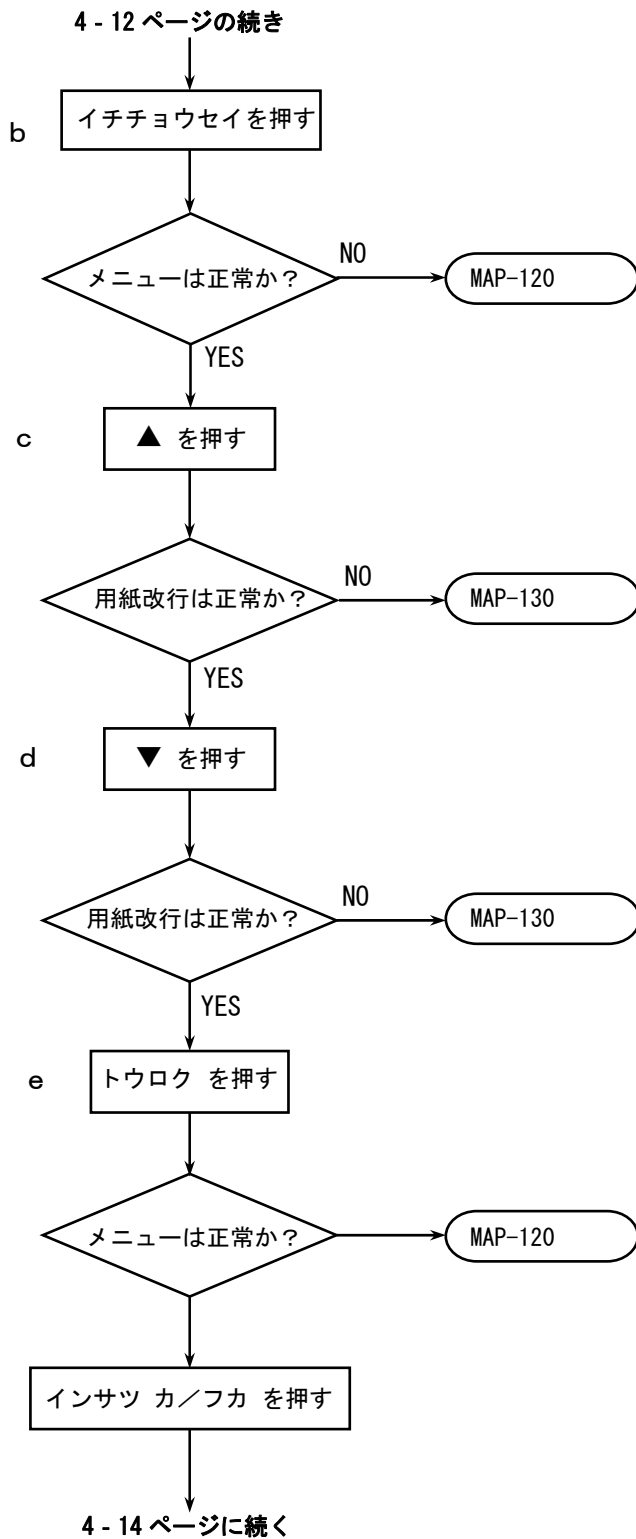 4 - 12 ページの続き
b
イチチョウセイを押す
メニューは正常か？
NO
MAP-120
YES
c
▲ を押す
用紙改行は正常か？
NO
MAP-130
YES
d
▼ を押す
用紙改行は正常か？
NO
MAP-130
YES
e
トウロク を押す
メニューは正常か？
MAP-120
インサツ カ／フカ を押す
4 - 14 ページに続く